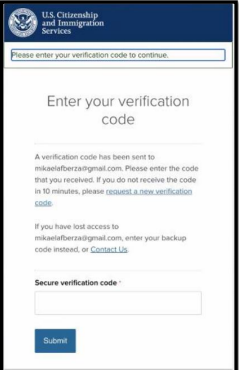 U.S. Citizenship
and Immigration
Services
Please enter your verification code to continue.
Enter your verification
code
A verification code has been sent to
mikaelafberza@gmail.com. Please enter the code
that you received. If you do not receive the code
in 10 minutes, please request a new verification
code.
If you have lost access to
mikaelafberza@gmail.com, enter your backup
code instead, or Contact Us.
Secure verification code *
Submit